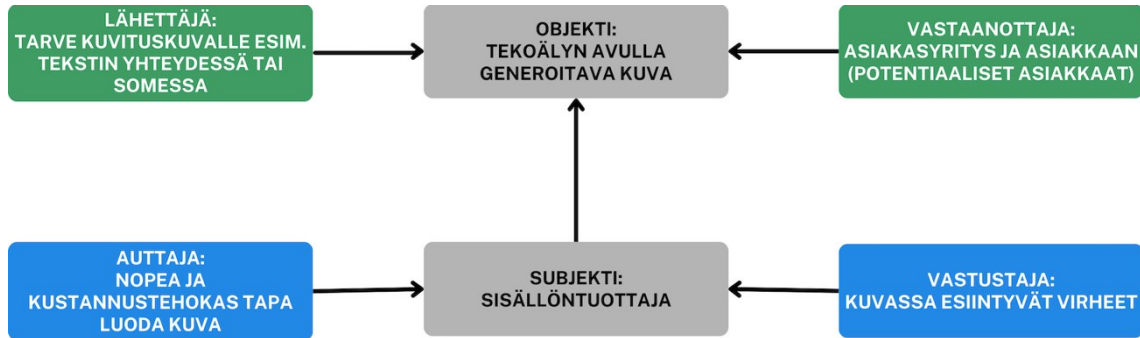 LÄHETTÄJÄ:
TARVE KUVITUSKUVALLE ESIM.
TEKSTIN YHTEYDESSÄ TAI
SOMESSA
OBJEKTI:
TEKOÄLYN AVULLA
GENEROITAVA KUVA
VASTAANOTTAJA:
ASIAKASYRITYS JA ASIAKKAAN
(POTENTIAALISET ASIAKKAAT)
AUTTAJA:
NOPEA JA
KUSTANNUSTEHOKAS TAPA
LUODA KUVA
SUBJEKTI:
SISÄLLÖNTUOTTAJA
VASTUSTAJA:
KUVASSA ESIINTYVÄT VIRHEET